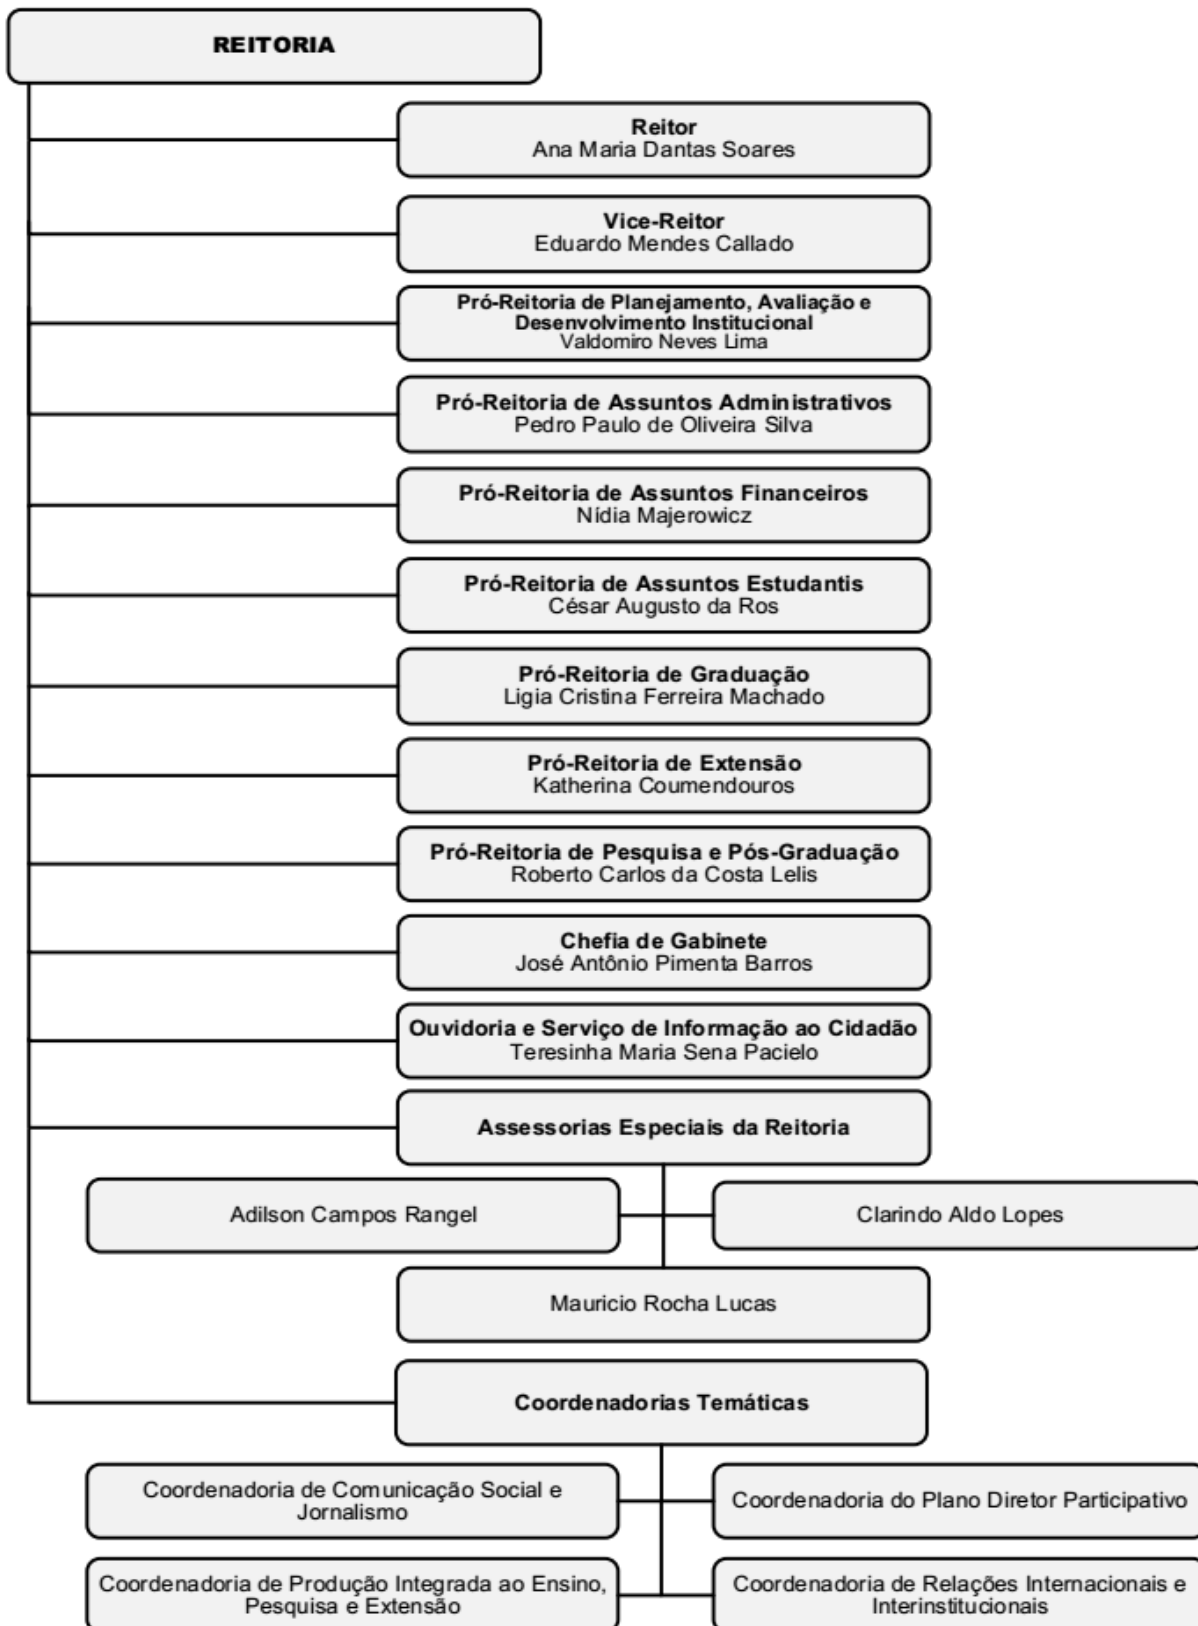 REITORIA
Reitor
Ana Maria Dantas Soares
Vice-Reitor
Eduardo Mendes Callado
Pró-Reitoria de Planejamento, Avaliação e
Desenvolvimento Institucional
Valdomiro Neves Lima
Pró-Reitoria de Assuntos Administrativos
Pedro Paulo de Oliveira Silva
Pró-Reitoria de Assuntos Financeiros
Nídia Majerowicz
Pró-Reitoria de Assuntos Estudantis
César Augusto da Ros
Pró-Reitoria de Graduação
Ligia Cristina Ferreira Machado
Pró-Reitoria de Extensão
Katherina Coumendouros
Pró-Reitoria de Pesquisa e Pós-Graduação
Roberto Carlos da Costa Lelis
Chefia de Gabinete
José Antônio Pimenta Barros
Ouvidoria e Serviço de Informação ao Cidadão
Teresinha Maria Sena Pacielo
Assessorias Especiais da Reitoria
Adilson Campos Rangel
Clarindo Aldo Lopes
Mauricio Rocha Lucas
Coordenadorias Temáticas
Coordenadoria de Comunicação Social e
Jornalismo
Coordenadoria do Plano Diretor Participativo
Coordenadoria de Produção Integrada ao Ensino,
Pesquisa e Extensão
Coordenadoria de Relações Internacionais e
Interinstitucionais